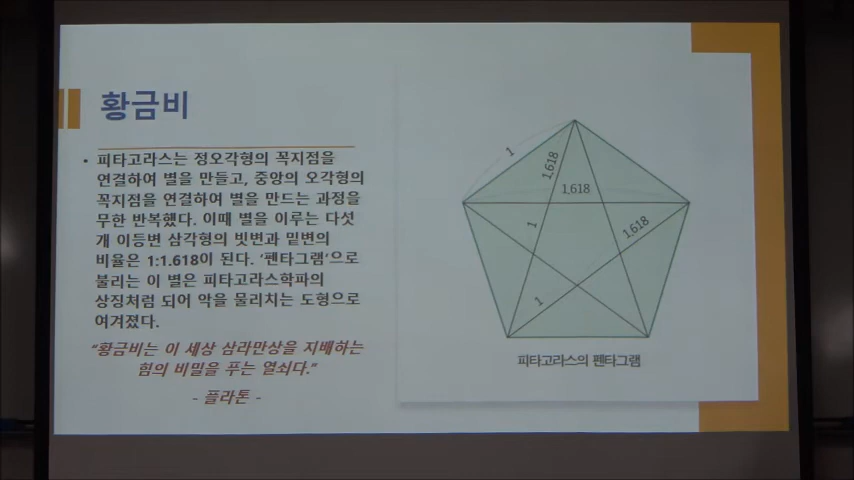 황금비
• 피타고라스는 정오각형의 꼭지점을
연결하여 별을 만들고, 중앙의 오각형의
꼭지점을 연결하여 별을 만드는 과정을
무한 반복헀다. 이때 별을 이루는 다섯
개 이등변 삼각형의 빗변과 밑변의
비율은 1:1.618이 된다. ‘펜타그램’으로
불리는 이 별은 피타고라스학파의
상징처럼 되어 악을 물리치는 도형으로
여겨졌다.
“황금비는 이 세상 삼라만상을 지배하는
힘의 비밀을 푸는 열쇠다.”
- 플라톤 -
1
1,618
1,618
1
1,618
1
피타고라스의 펜타그램